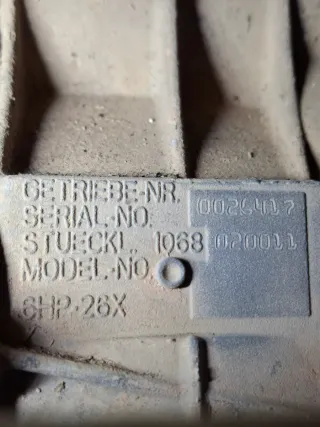 GETRIEBE-NR.
SERIAL-NO. 0026417
STUECKL. 1068 020011
MODEL-NO.
6HP-26X